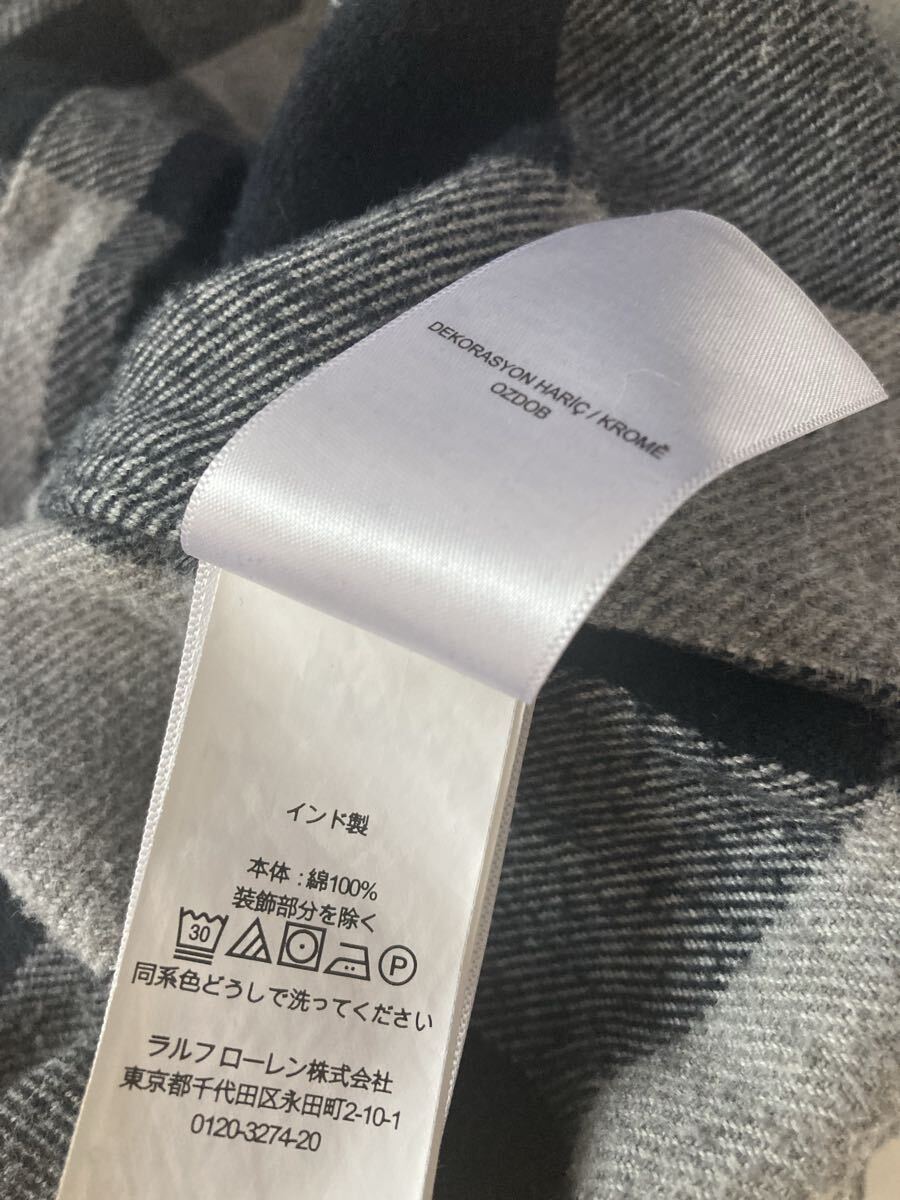 DEKORASYON HARİÇ / KROMĚ
OZDOB
インド製
本体 : 綿100%
装飾部分を除く
30 P
同系色どうしで洗ってください
ラルフ ローレン株式会社
東京都千代田区永田町2-10-1
0120-3274-20